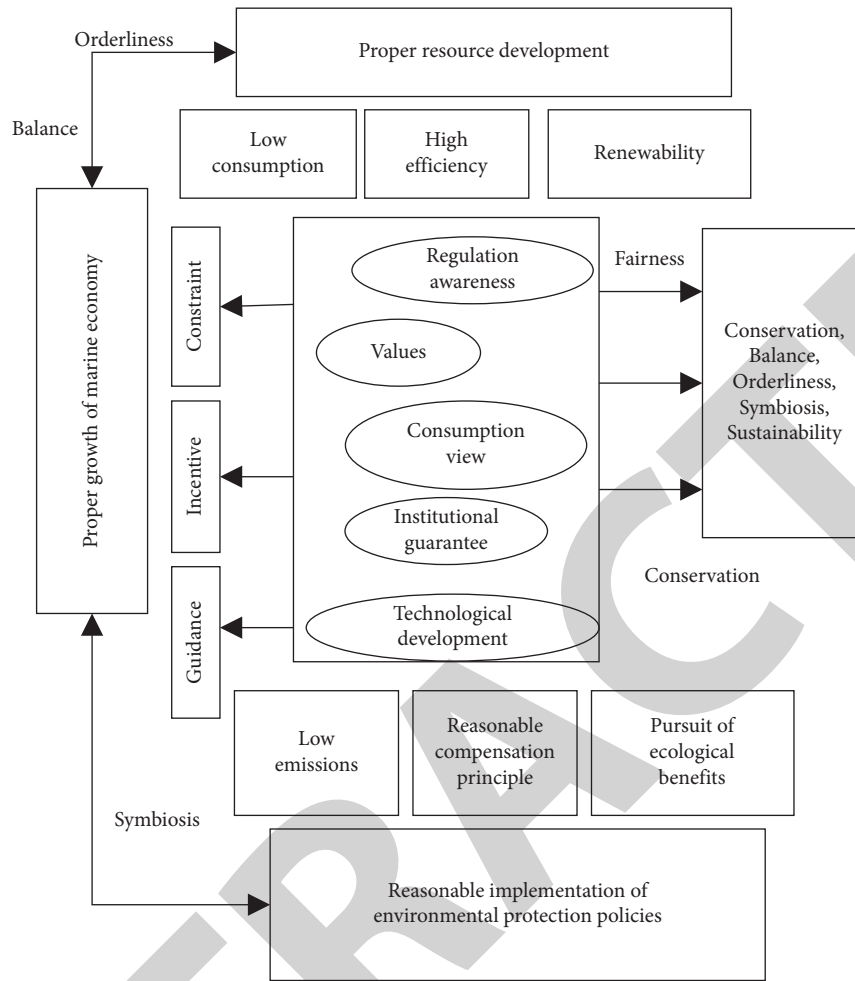 Orderliness
Proper resource development
Balance
Low
consumption
High
efficiency
Renewability
Proper growth of marine economy
Constraint
Incentive
Guidance
Regulation
awareness
Values
Consumption
view
Institutional
guarantee
Technological
development
Fairness
Conservation,
Balance,
Orderliness,
Symbiosis,
Sustainability
Conservation
Low
emissions
Reasonable
compensation
principle
Pursuit of
ecological
benefits
Symbiosis
Reasonable implementation of
environmental protection policies
TRACT